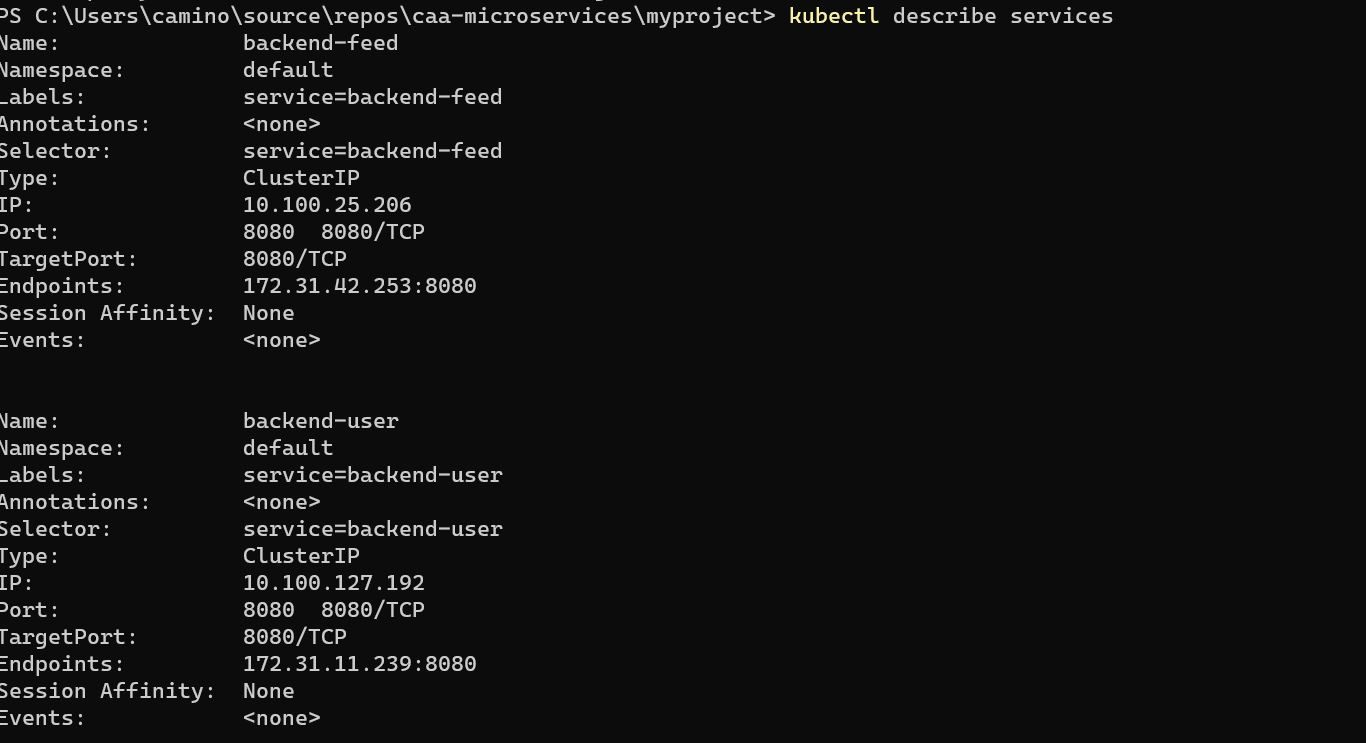 PS C:\Users\camino\source\repos\caa-microservices\myproject> kubectl describe services
Name:              backend-feed
Namespace:         default
Labels:            service=backend-feed
Annotations:       <none>
Selector:          service=backend-feed
Type:              ClusterIP
IP:                10.100.25.206
Port:              8080  8080/TCP
TargetPort:        8080/TCP
Endpoints:         172.31.42.253:8080
Session Affinity:  None
Events:            <none>
Name:              backend-user
Namespace:         default
Labels:            service=backend-user
Annotations:       <none>
Selector:          service=backend-user
Type:              ClusterIP
IP:                10.100.127.192
Port:              8080  8080/TCP
TargetPort:        8080/TCP
Endpoints:         172.31.11.239:8080
Session Affinity:  None
Events:            <none>